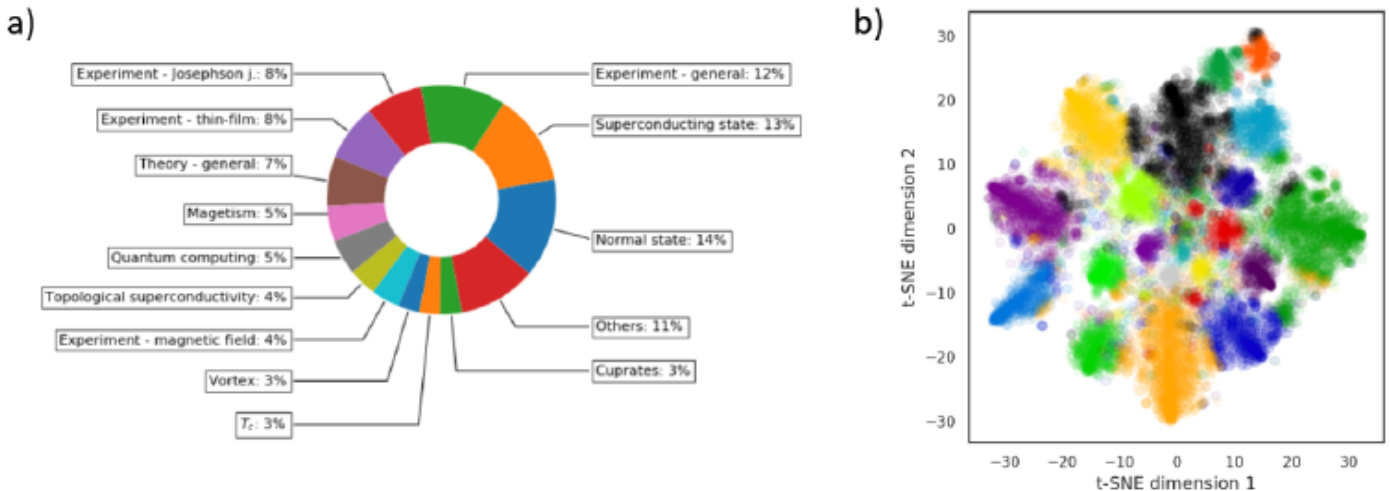 a)
Experiment - Josephson j.: 8%
Experiment - thin-film: 8%
Theory - general: 7%
Magetism: 5%
Quantum computing: 5%
Topological superconductivity: 4%
Experiment - magnetic field: 4%
Vortex: 3%
Tc: 3%
Experiment - general: 12%
Superconducting state: 13%
Normal state: 14%
Others: 11%
Cuprates: 3%
b)
t-SNE dimension 2
30
20
10
0
−10
−20
−30
−30 −20 −10 0 10 20 30
t-SNE dimension 1